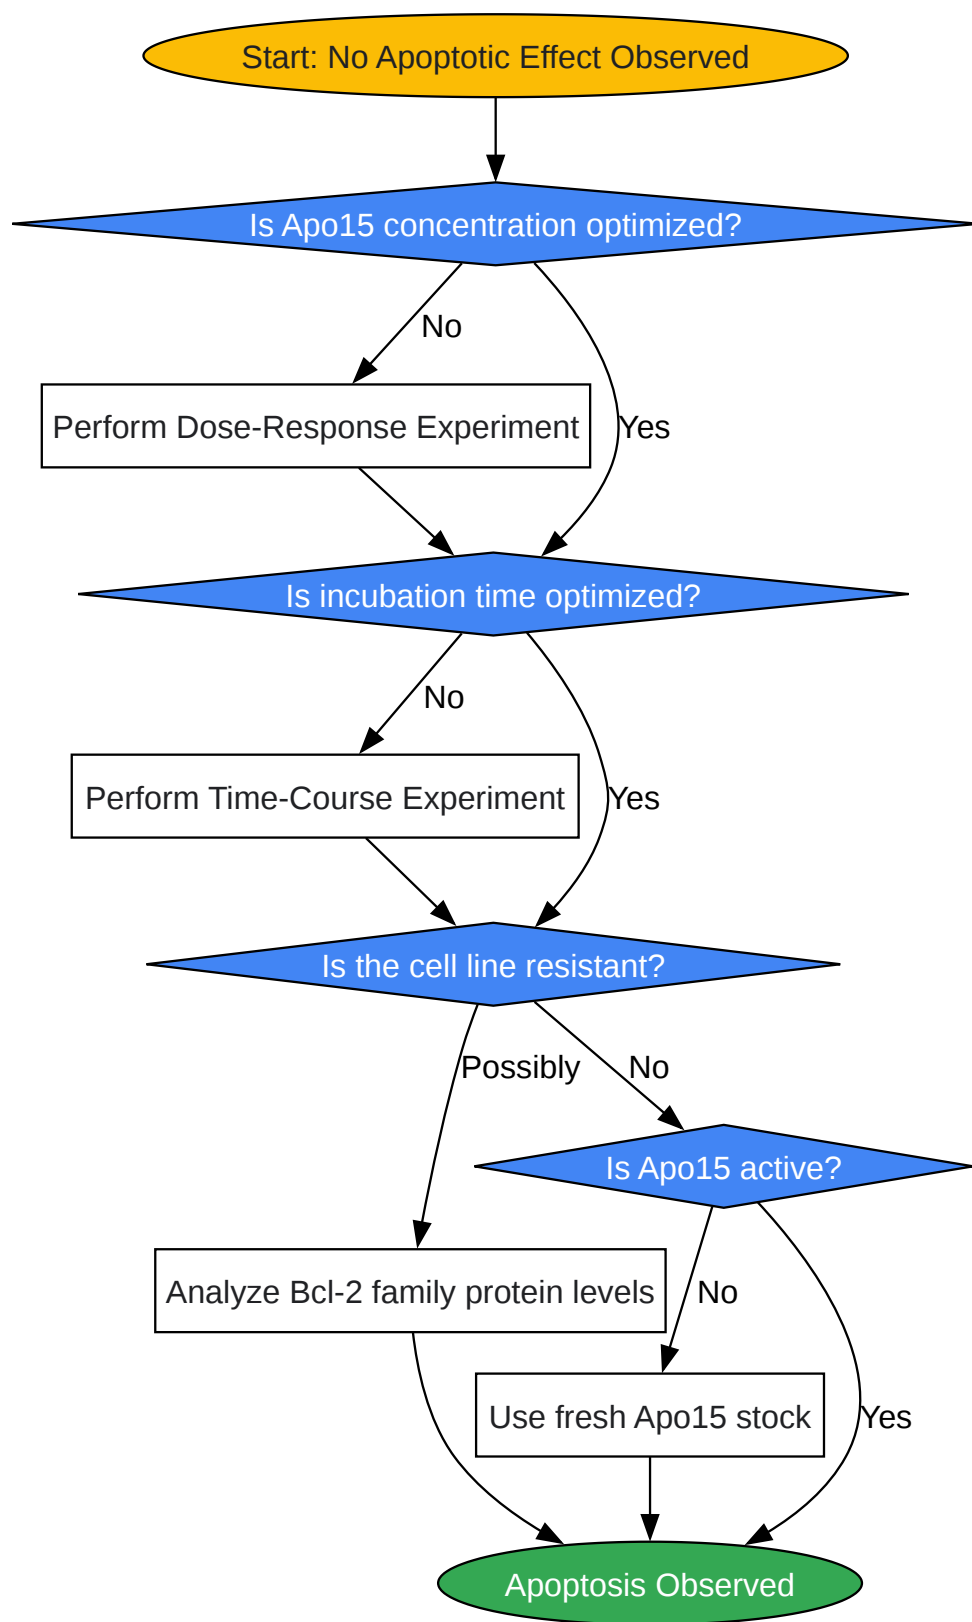 Start: No Apoptotic Effect Observed
Is Apo15 concentration optimized?
No
Perform Dose-Response Experiment
Yes
Is incubation time optimized?
No
Perform Time-Course Experiment
Yes
Is the cell line resistant?
Possibly
No
Is Apo15 active?
Analyze Bcl-2 family protein levels
No
Use fresh Apo15 stock
Yes
Apoptosis Observed